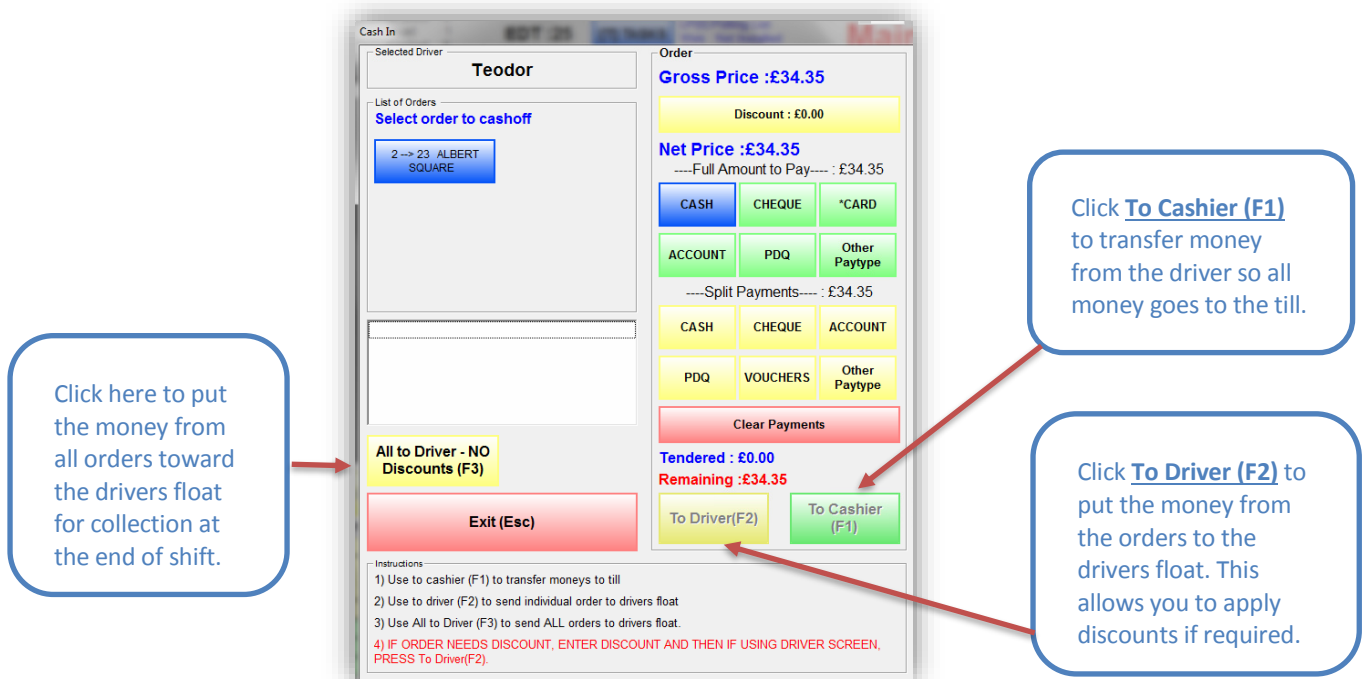 Cash In
EDT 25
Main
Selected Driver
Teodor
List of Orders
Select order to cashoff
2 --> 23 ALBERT
SQUARE
All to Driver - NO
Discounts (F3)
Exit (Esc)
Order
Gross Price :£34.35
Discount : £0.00
Net Price :£34.35
----Full Amount to Pay---- : £34.35
CASH CHEQUE *CARD
ACCOUNT PDQ Other
Paytype
----Split Payments---- : £34.35
CASH CHEQUE ACCOUNT
PDQ VOUCHERS Other
Paytype
Clear Payments
Tendered : £0.00
Remaining :£34.35
To Driver(F2) To Cashier
(F1)
Instructions
1) Use to cashier (F1) to transfer moneys to till
2) Use to driver (F2) to send individual order to drivers float
3) Use All to Driver (F3) to send ALL orders to drivers float.
4) IF ORDER NEEDS DISCOUNT, ENTER DISCOUNT AND THEN IF USING DRIVER SCREEN,
PRESS To Driver(F2).
Click here to put
the money from
all orders toward
the drivers float
for collection at
the end of shift.
Click To Cashier (F1)
to transfer money
from the driver so all
money goes to the till.
Click To Driver (F2) to
put the money from
the orders to the
drivers float. This
allows you to apply
discounts if required.